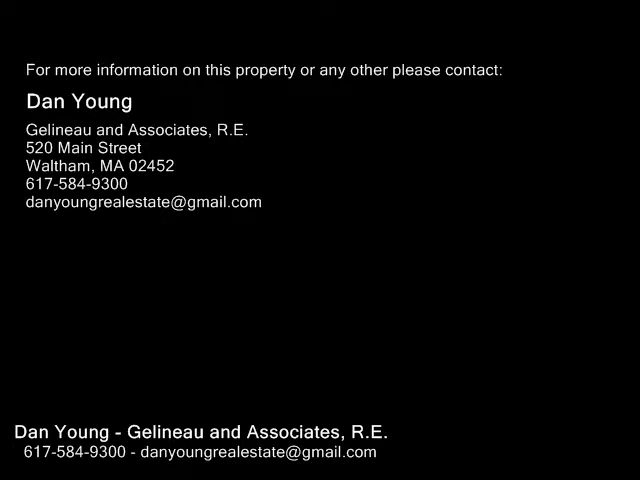 For more information on this property or any other please contact:
Dan Young
Gelineau and Associates, R.E.
520 Main Street
Waltham, MA 02452
617-584-9300
danyoungrealestate@gmail.com
Dan Young - Gelineau and Associates, R.E.
617-584-9300 - danyoungrealestate@gmail.com